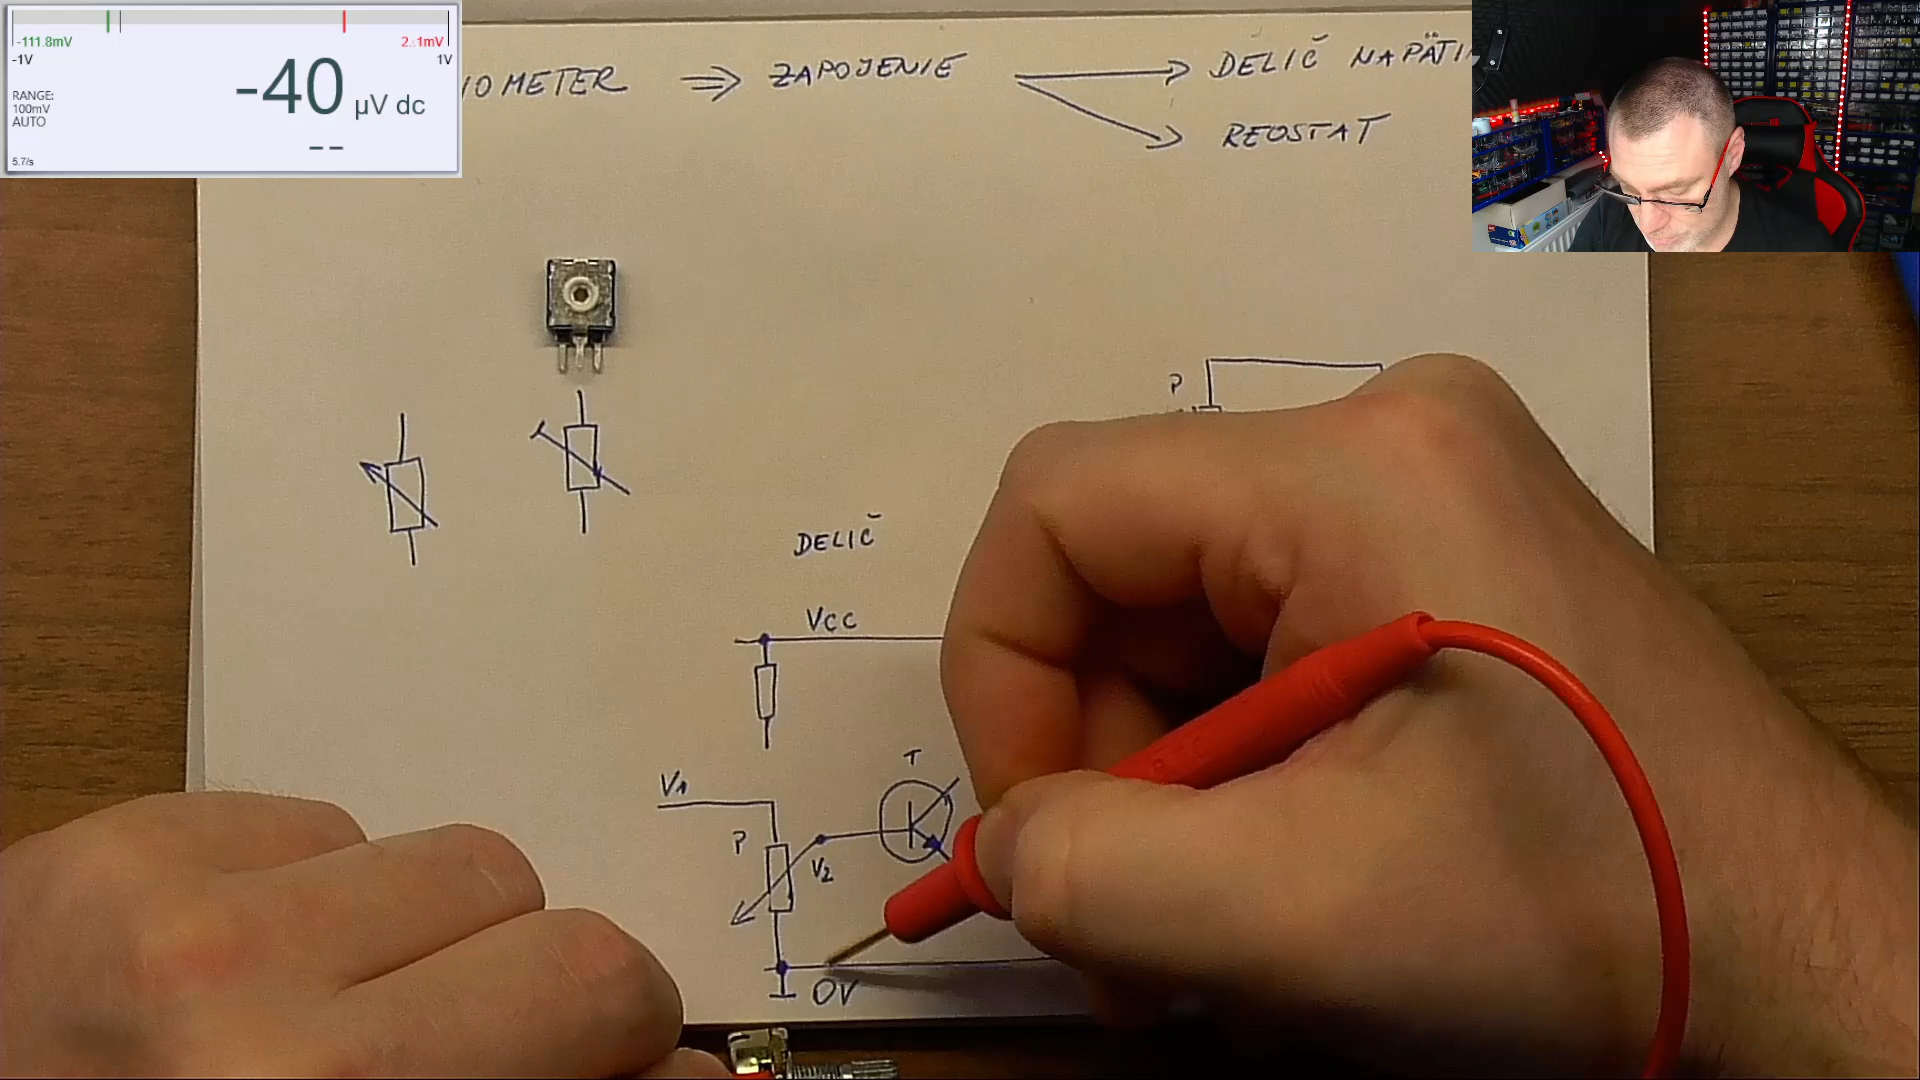 -111.8mV
-1V
1V
-40 µV dc
--
RANGE:
100mV
AUTO
5.7/s
IOMETER ⇒ ZAPOJENIE
DELIČ NAPÄTI
REOSTAT
P
DELIČ
VCC
T
V1
P
V2
0V